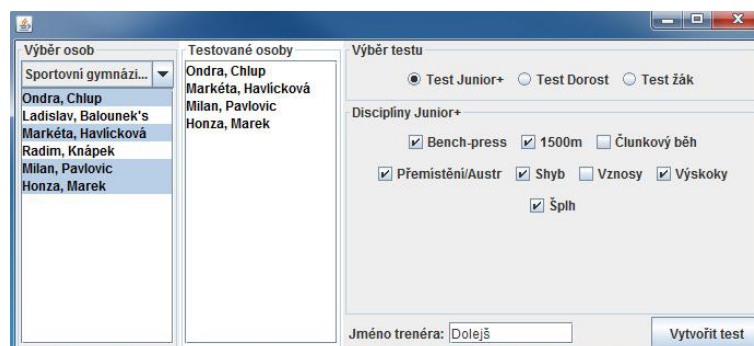 Výběr osob
Sportovní gymnázi...
Ondra, Chlup
Ladislav, Balounek's
Markéta, Havlícková
Radim, Knápek
Milan, Pavlovic
Honza, Marek
Testované osoby
Ondra, Chlup
Markéta, Havlícková
Milan, Pavlovic
Honza, Marek
Výběr testu
Test Junior+ Test Dorost Test žák
Disciplíny Junior+
Bench-press 1500m Člunkový běh
Přemístění/Austr Shyb Vznosy Výskoky
Šplh
Jméno trenéra: Dolejš
Vytvořit test